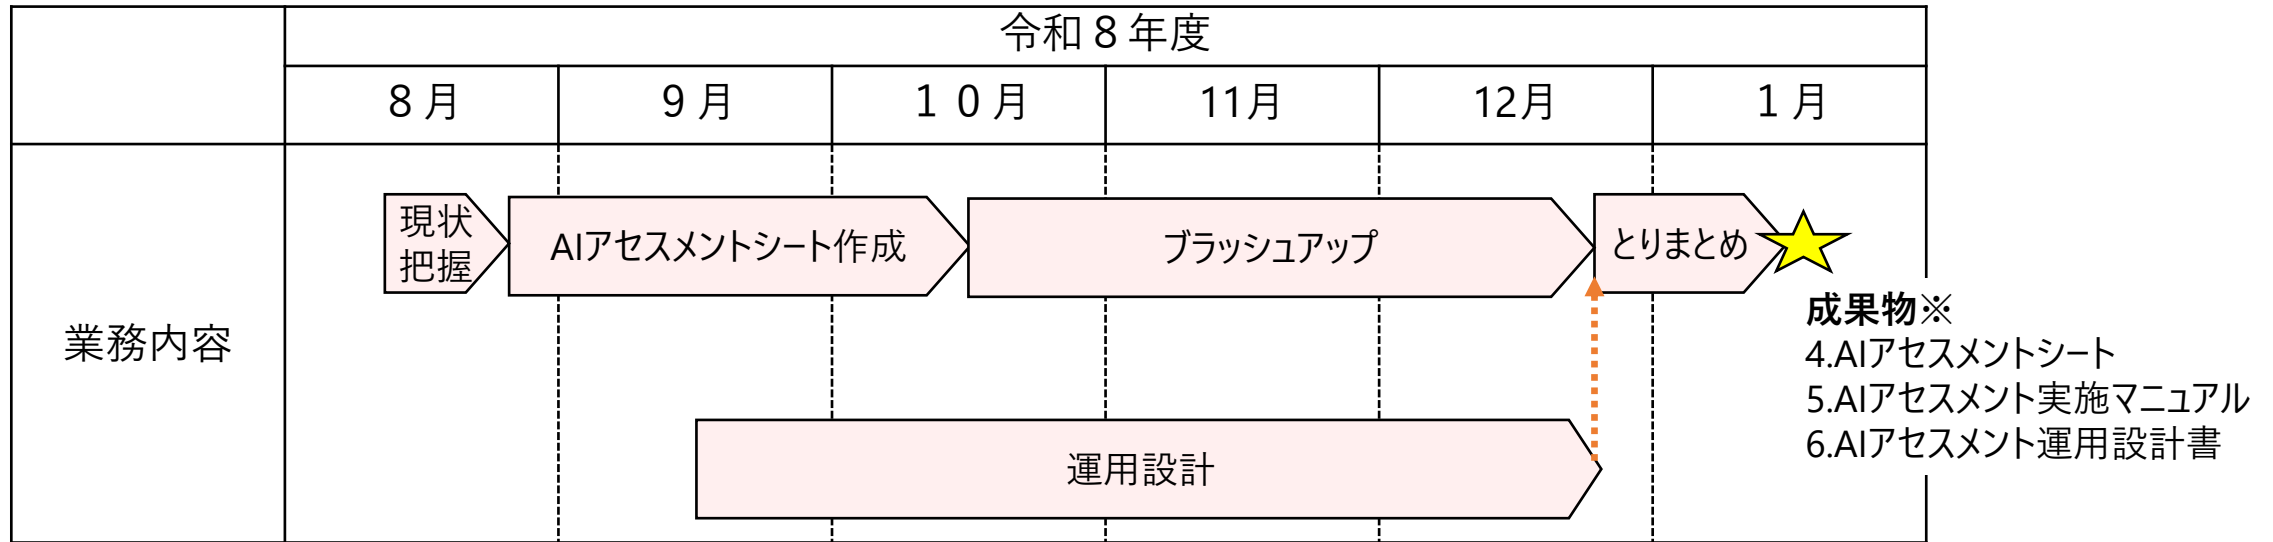 令和８年度
８月
９月
１０月
11月
12月
１月
業務内容
現状
把握
AIアセスメントシート作成
ブラッシュアップ
とりまとめ
運用設計
成果物※
4.AIアセスメントシート
5.AIアセスメント実施マニュアル
6.AIアセスメント運用設計書